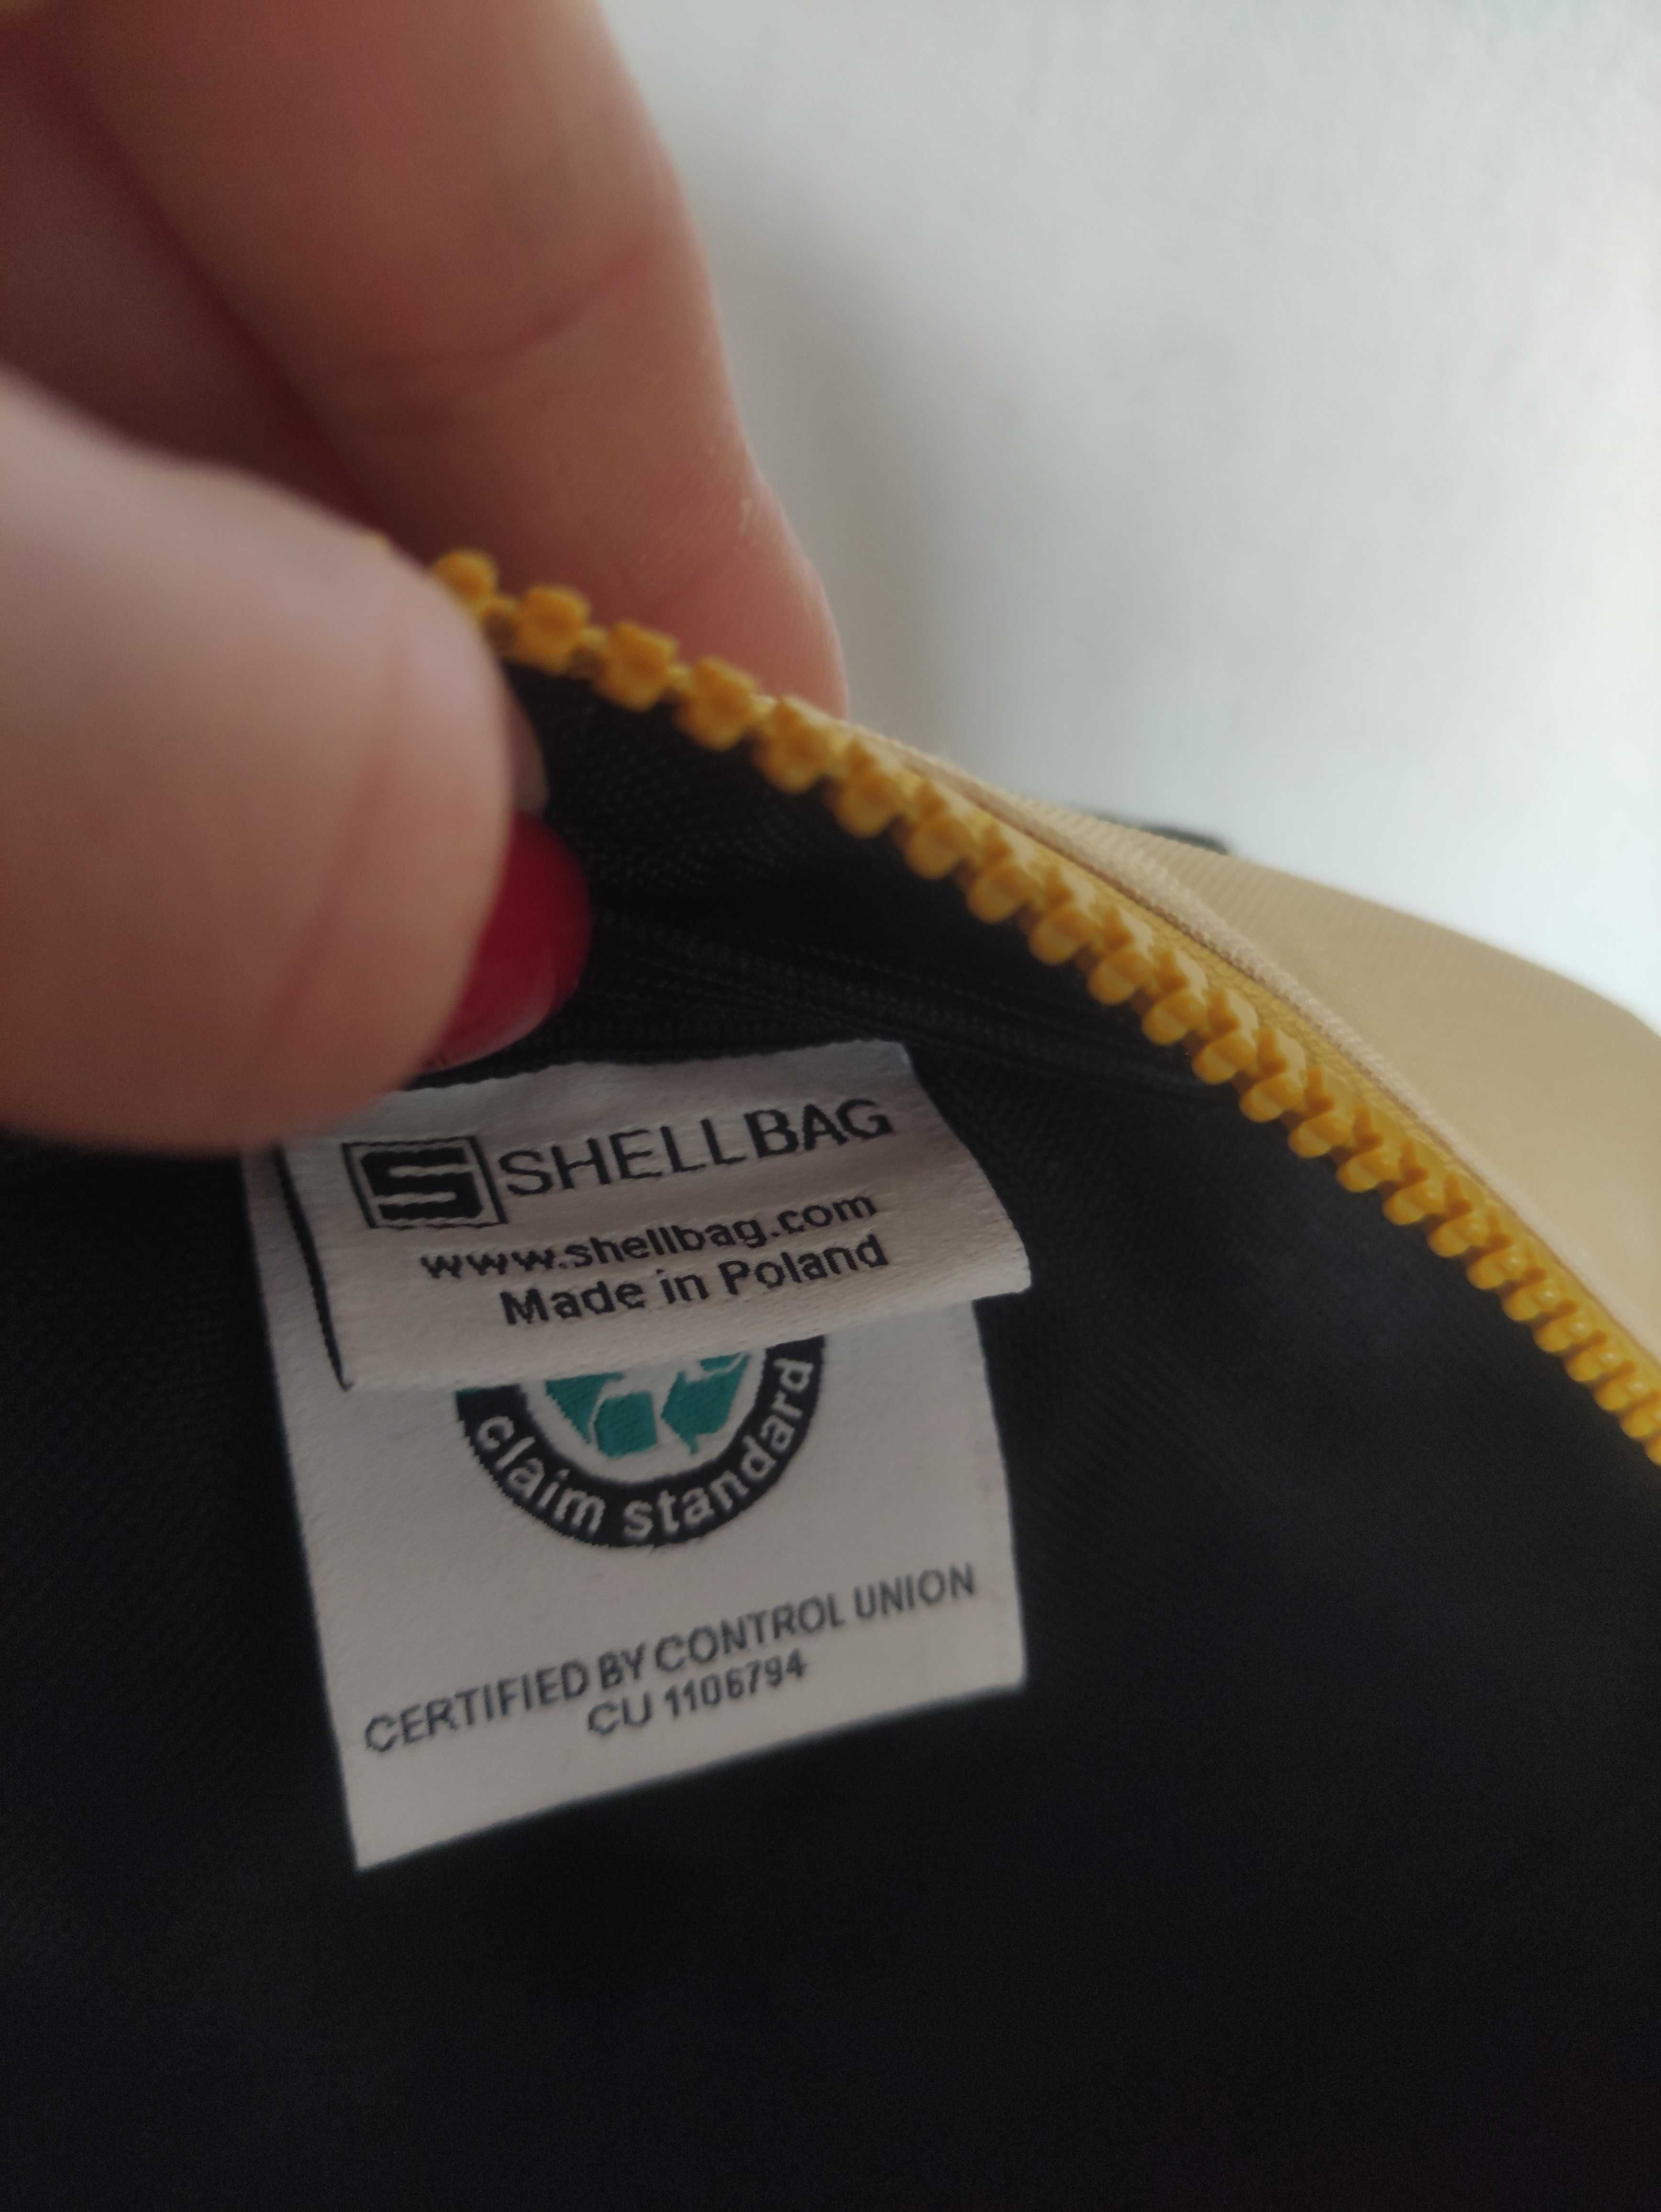 S SHELLBAG
www.shellbag.com
Made in Poland
claim standard
CERTIFIED BY CONTROL UNION
CU 1106794